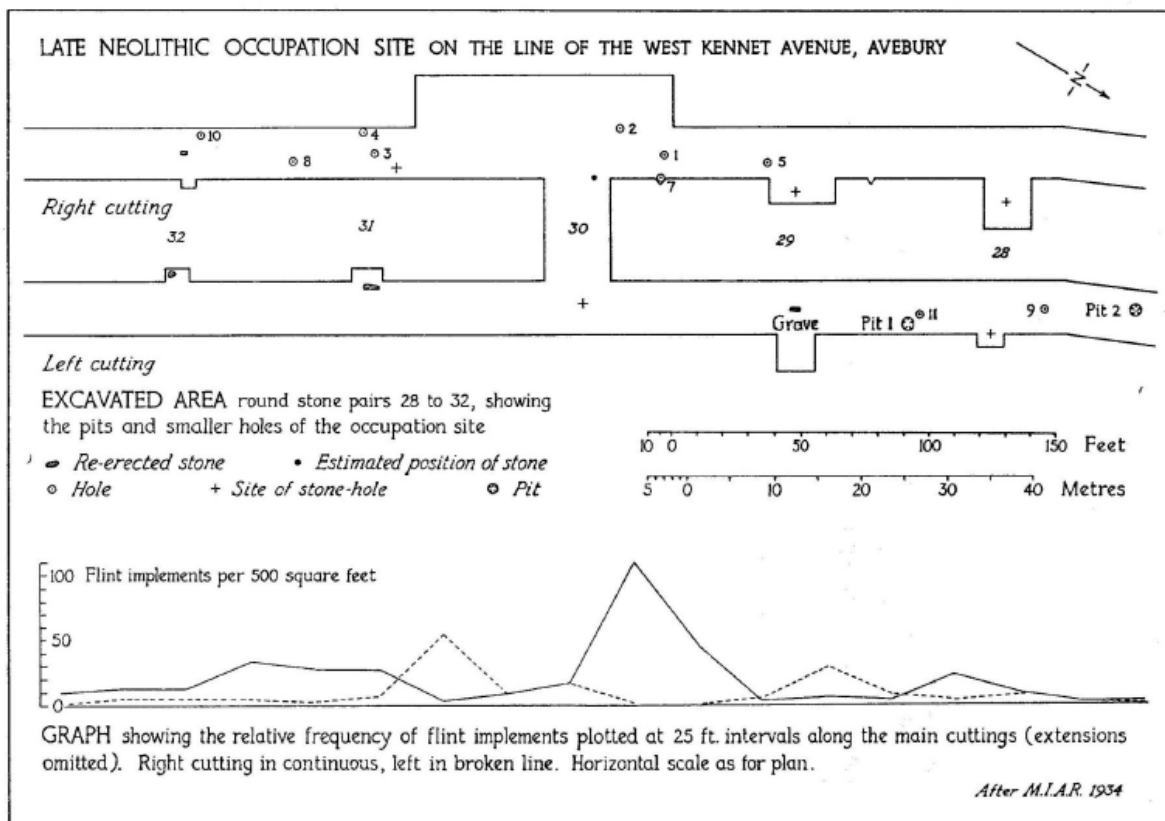 LATE NEOLITHIC OCCUPATION SITE ON THE LINE OF THE WEST KENNET AVENUE, AVEBURY
N
10
4
2
3
8
1
5
7
Right cutting
32
31
30
29
28
Grave
Pit 1
11
9
Pit 2
Left cutting
EXCAVATED AREA round stone pairs 28 to 32, showing
the pits and smaller holes of the occupation site
Re-erected stone
Estimated position of stone
Hole
Site of stone-hole
Pit
10 0 50 100 150 Feet
5 0 10 20 30 40 Metres
100 Flint implements per 500 square feet
50
0
GRAPH showing the relative frequency of flint implements plotted at 25 ft. intervals along the main cuttings (extensions
omitted). Right cutting in continuous, left in broken line. Horizontal scale as for plan.
After M.I.A.R. 1934